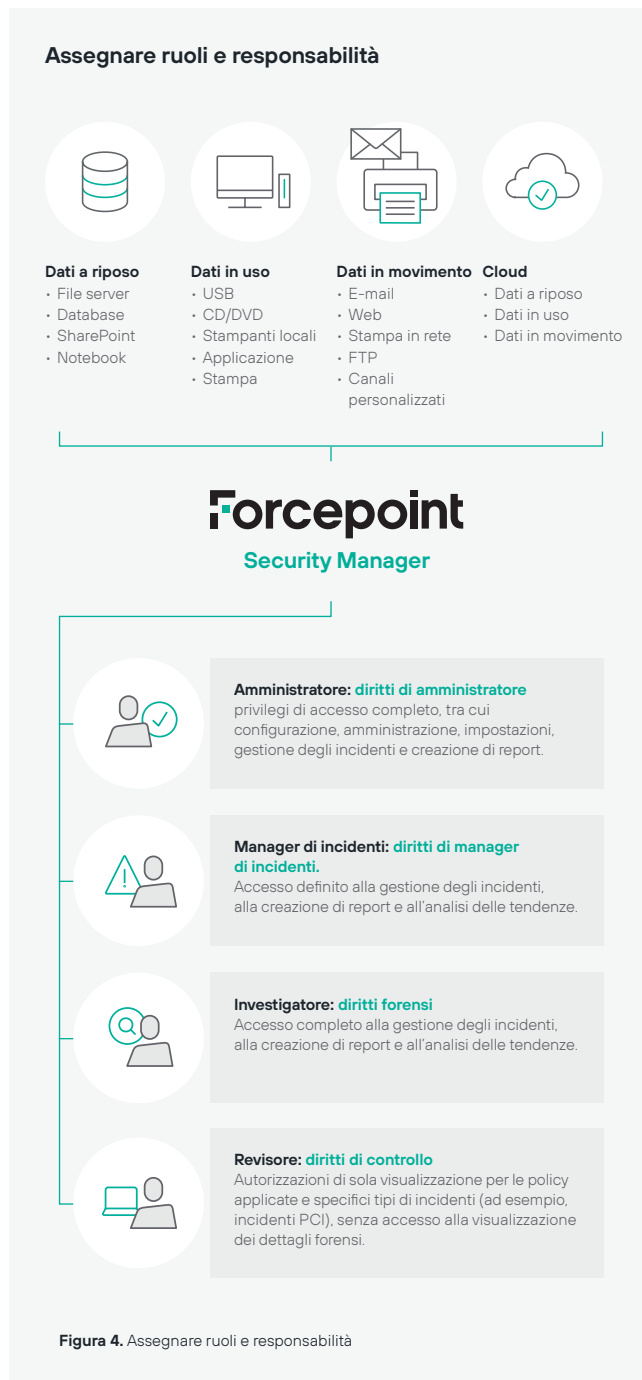 Assegnare ruoli e responsabilità
Dati a riposo
• File server
• Database
• SharePoint
• Notebook
Dati in uso
• USB
• CD/DVD
• Stampanti locali
• Applicazione
• Stampa
Dati in movimento
• E-mail
• Web
• Stampa in rete
• FTP
• Canali
personalizzati
Cloud
• Dati a riposo
• Dati in uso
• Dati in movimento
Forcepoint
Security Manager
Amministratore: diritti di amministratore
privilegi di accesso completo, tra cui
configurazione, amministrazione, impostazioni,
gestione degli incidenti e creazione di report.
Manager di incidenti: diritti di manager
di incidenti.
Accesso definito alla gestione degli incidenti,
alla creazione di report e all'analisi delle tendenze.
Investigatore: diritti forensi
Accesso completo alla gestione degli incidenti,
alla creazione di report e all'analisi delle tendenze.
Revisore: diritti di controllo
Autorizzazioni di sola visualizzazione per le policy
applicate e specifici tipi di incidenti (ad esempio,
incidenti PCI), senza accesso alla visualizzazione
dei dettagli forensi.
Figura 4. Assegnare ruoli e responsabilità